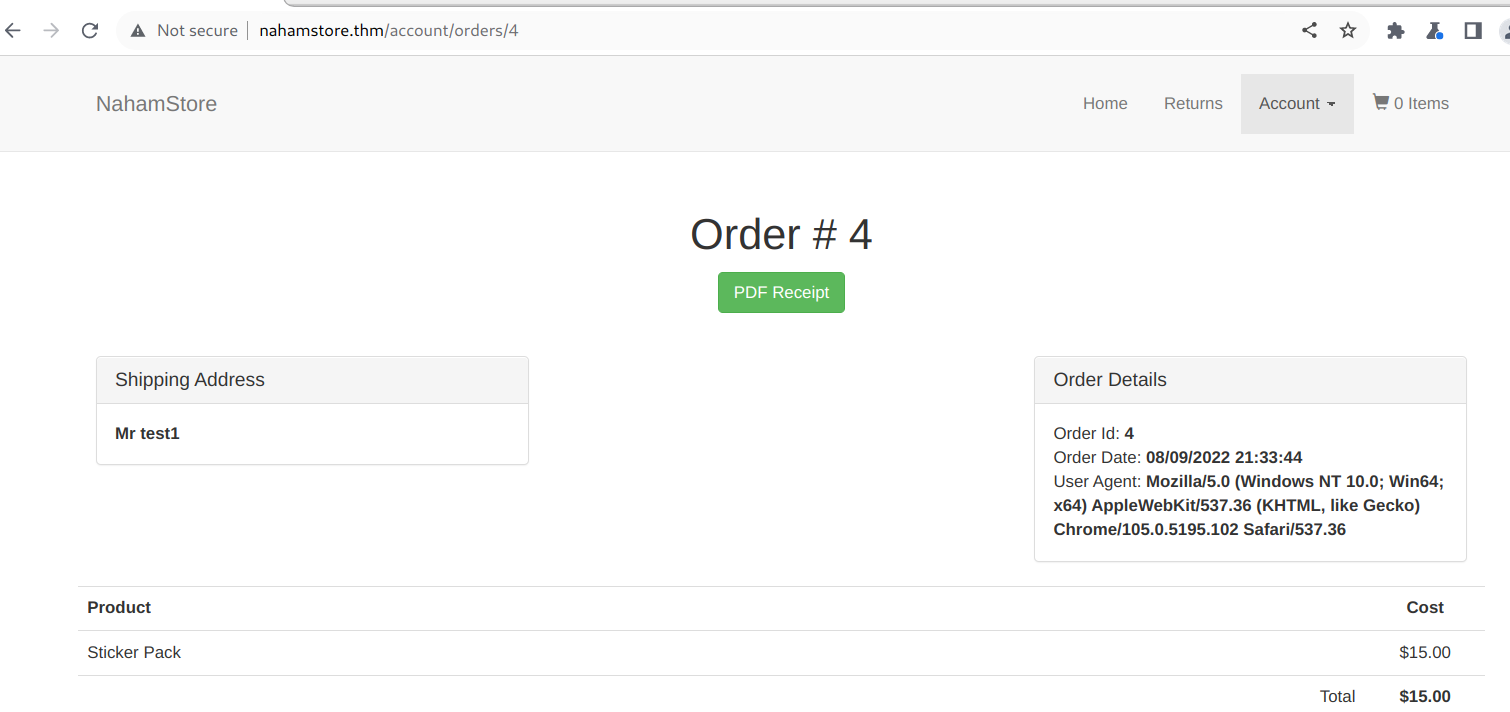 Not secure nahamstore.thm/account/orders/4
NahamStore Home Returns Account 0 Items
Order # 4
PDF Receipt
Shipping Address
Mr test1
Order Details
Order Id: 4
Order Date: 08/09/2022 21:33:44
User Agent: Mozilla/5.0 (Windows NT 10.0; Win64;
x64) AppleWebKit/537.36 (KHTML, like Gecko)
Chrome/105.0.5195.102 Safari/537.36
Product Cost
Sticker Pack $15.00
Total $15.00